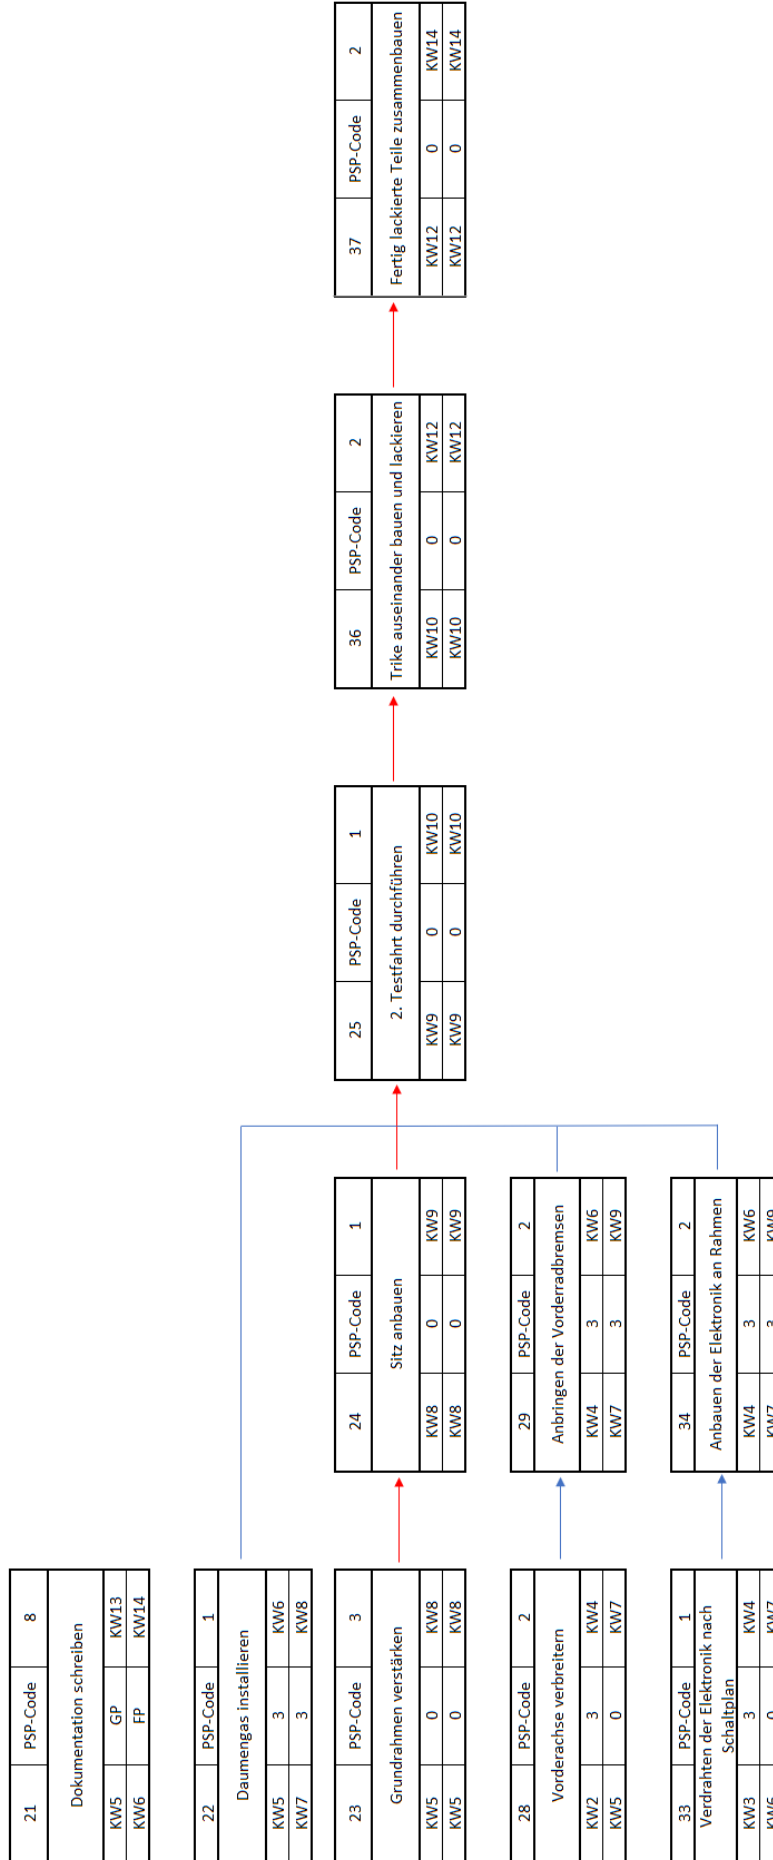 21 PSP-Code 8
Dokumentation schreiben
KW5 GP KW13
KW6 FP KW14
22 PSP-Code 1
Daumengas installieren
KW5 3 KW6
KW7 3 KW8
23 PSP-Code 3
Grundrahmen verstärken
KW5 0 KW8
KW5 0 KW8
24 PSP-Code 1
Sitz anbauen
KW8 0 KW9
KW8 0 KW9
25 PSP-Code 1
2. Testfahrt durchführen
KW9 0 KW10
KW9 0 KW10
36 PSP-Code 2
Trike auseinander bauen und lackieren
KW10 0 KW12
KW10 0 KW12
37 PSP-Code 2
Fertig lackierte Teile zusammenbauen
KW12 0 KW14
KW12 0 KW14
28 PSP-Code 2
Vorderachse verbreitern
KW2 3 KW4
KW5 0 KW7
29 PSP-Code 2
Anbringen der Vorderradbremsen
KW4 3 KW6
KW7 3 KW9
33 PSP-Code 1
Verdrahten der Elektronik nach
Schaltplan
KW3 3 KW4
KW6 0 KW7
34 PSP-Code 2
Anbauen der Elektronik an Rahmen
KW4 3 KW6
KW7 3 KW9